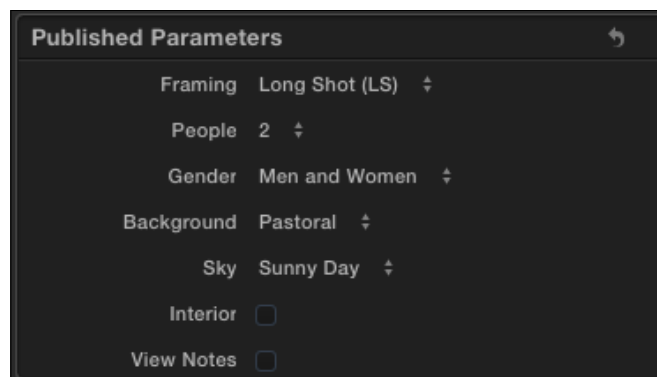 Published Parameters
Framing Long Shot (LS)
People 2
Gender Men and Women
Background Pastoral
Sky Sunny Day
Interior
View Notes